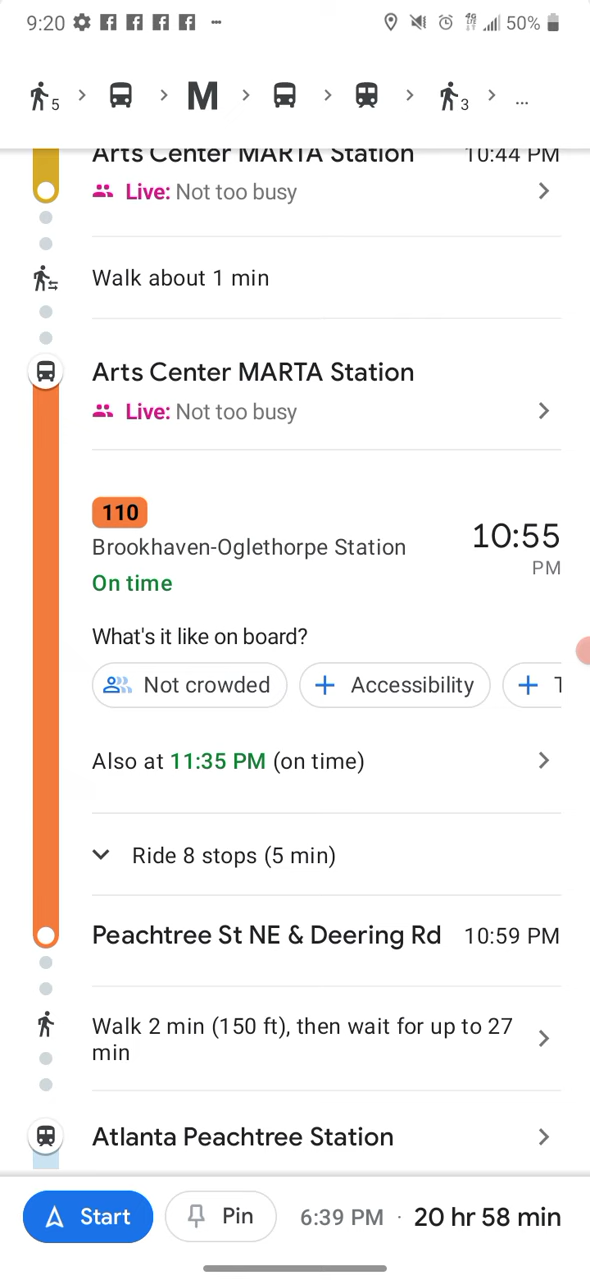 9:20 50%
5 M 3 ...
Arts Center MARTA Station 10:44 PM
Live: Not too busy
Walk about 1 min
Arts Center MARTA Station
Live: Not too busy
110
Brookhaven-Oglethorpe Station 10:55
PM
On time
What's it like on board?
Not crowded Accessibility T
Also at 11:35 PM (on time)
Ride 8 stops (5 min)
Peachtree St NE & Deering Rd 10:59 PM
Walk 2 min (150 ft), then wait for up to 27
min
Atlanta Peachtree Station
Start Pin 6:39 PM · 20 hr 58 min